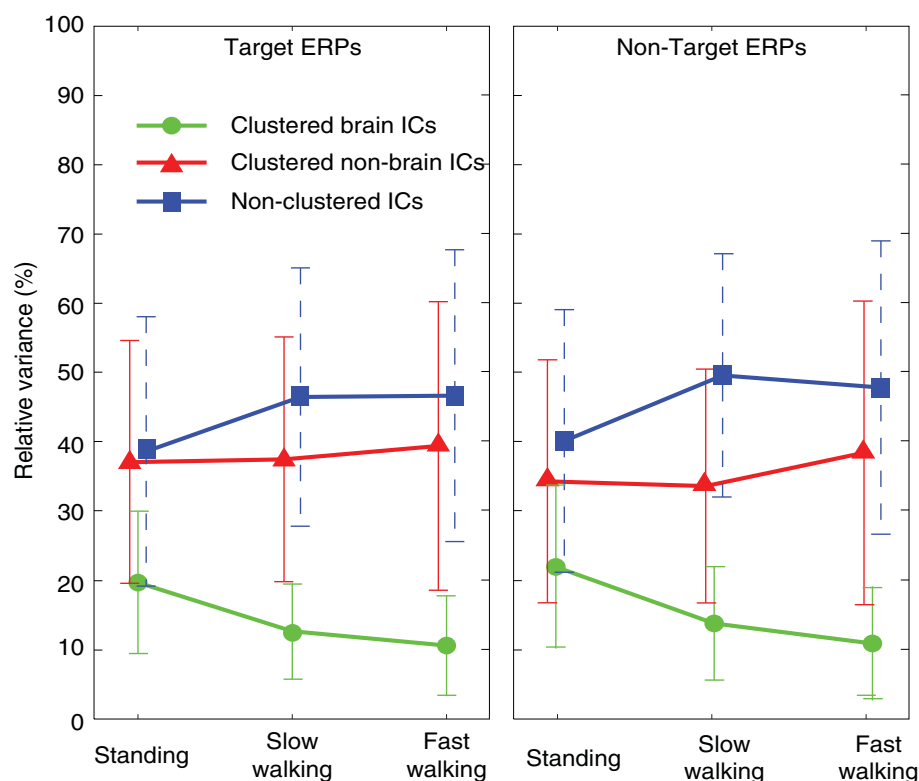 Target ERPs
Non-Target ERPs
Clustered brain ICs
Clustered non-brain ICs
Non-clustered ICs
Relative variance (%)
100
90
80
70
60
50
40
30
20
10
0
Standing
Slow
walking
Fast
walking
Standing
Slow
walking
Fast
walking